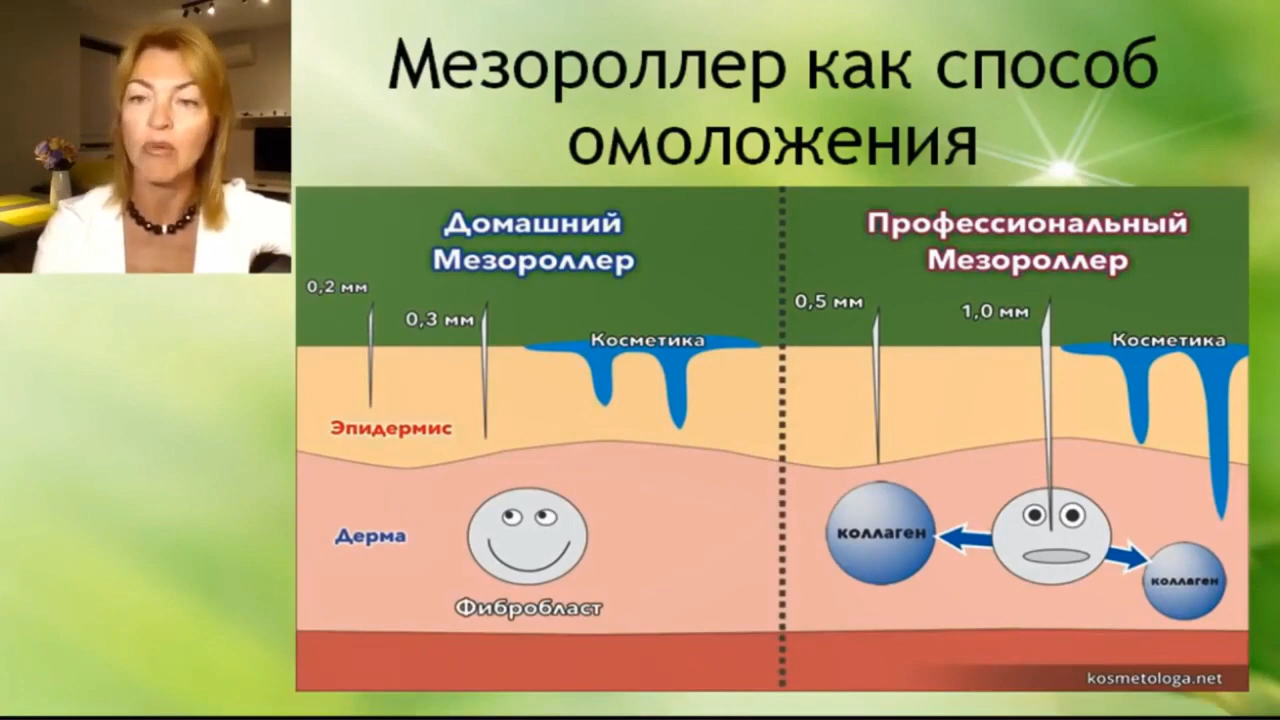 Мезороллер как способ
омоложения
Домашний
Мезороллер
0,2 мм
0,3 мм
Косметика
Эпидермис
Дерма
Фибробласт
Профессиональный
Мезороллер
0,5 мм
1,0 мм
Косметика
коллаген
коллаген
kosmetologa.net